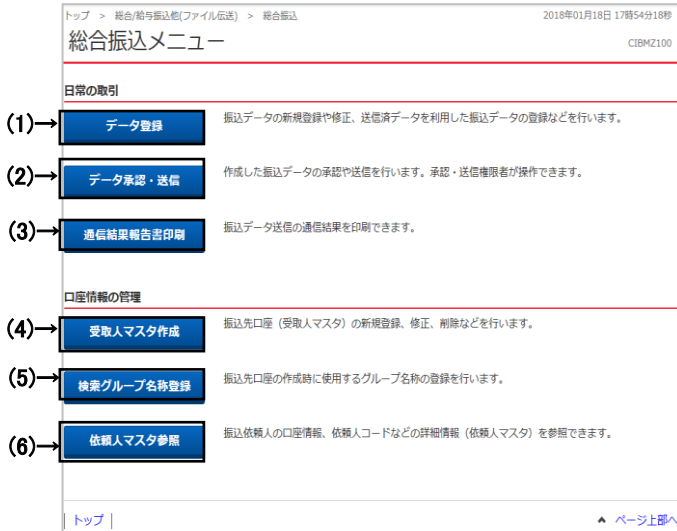 トップ > 総合/給与振込他(ファイル伝送) > 総合振込
2018年01月18日 17時54分18秒
総合振込メニュー
CIBMZ100
日常の取引
(1)→ データ登録 振込データの新規登録や修正、送信済データを利用した振込データの登録などを行います。
(2)→ データ承認・送信 作成した振込データの承認や送信を行います。承認・送信権限者が操作できます。
(3)→ 通信結果報告書印刷 振込データ送信の通信結果を印刷できます。
口座情報の管理
(4)→ 受取人マスタ作成 振込先口座（受取人マスタ）の新規登録、修正、削除などを行います。
(5)→ 検索グループ名称登録 振込先口座の作成時に使用するグループ名称の登録を行います。
(6)→ 依頼人マスタ参照 振込依頼人の口座情報、依頼人コードなどの詳細情報（依頼人マスタ）を参照できます。
| トップ |
ページ上部へ